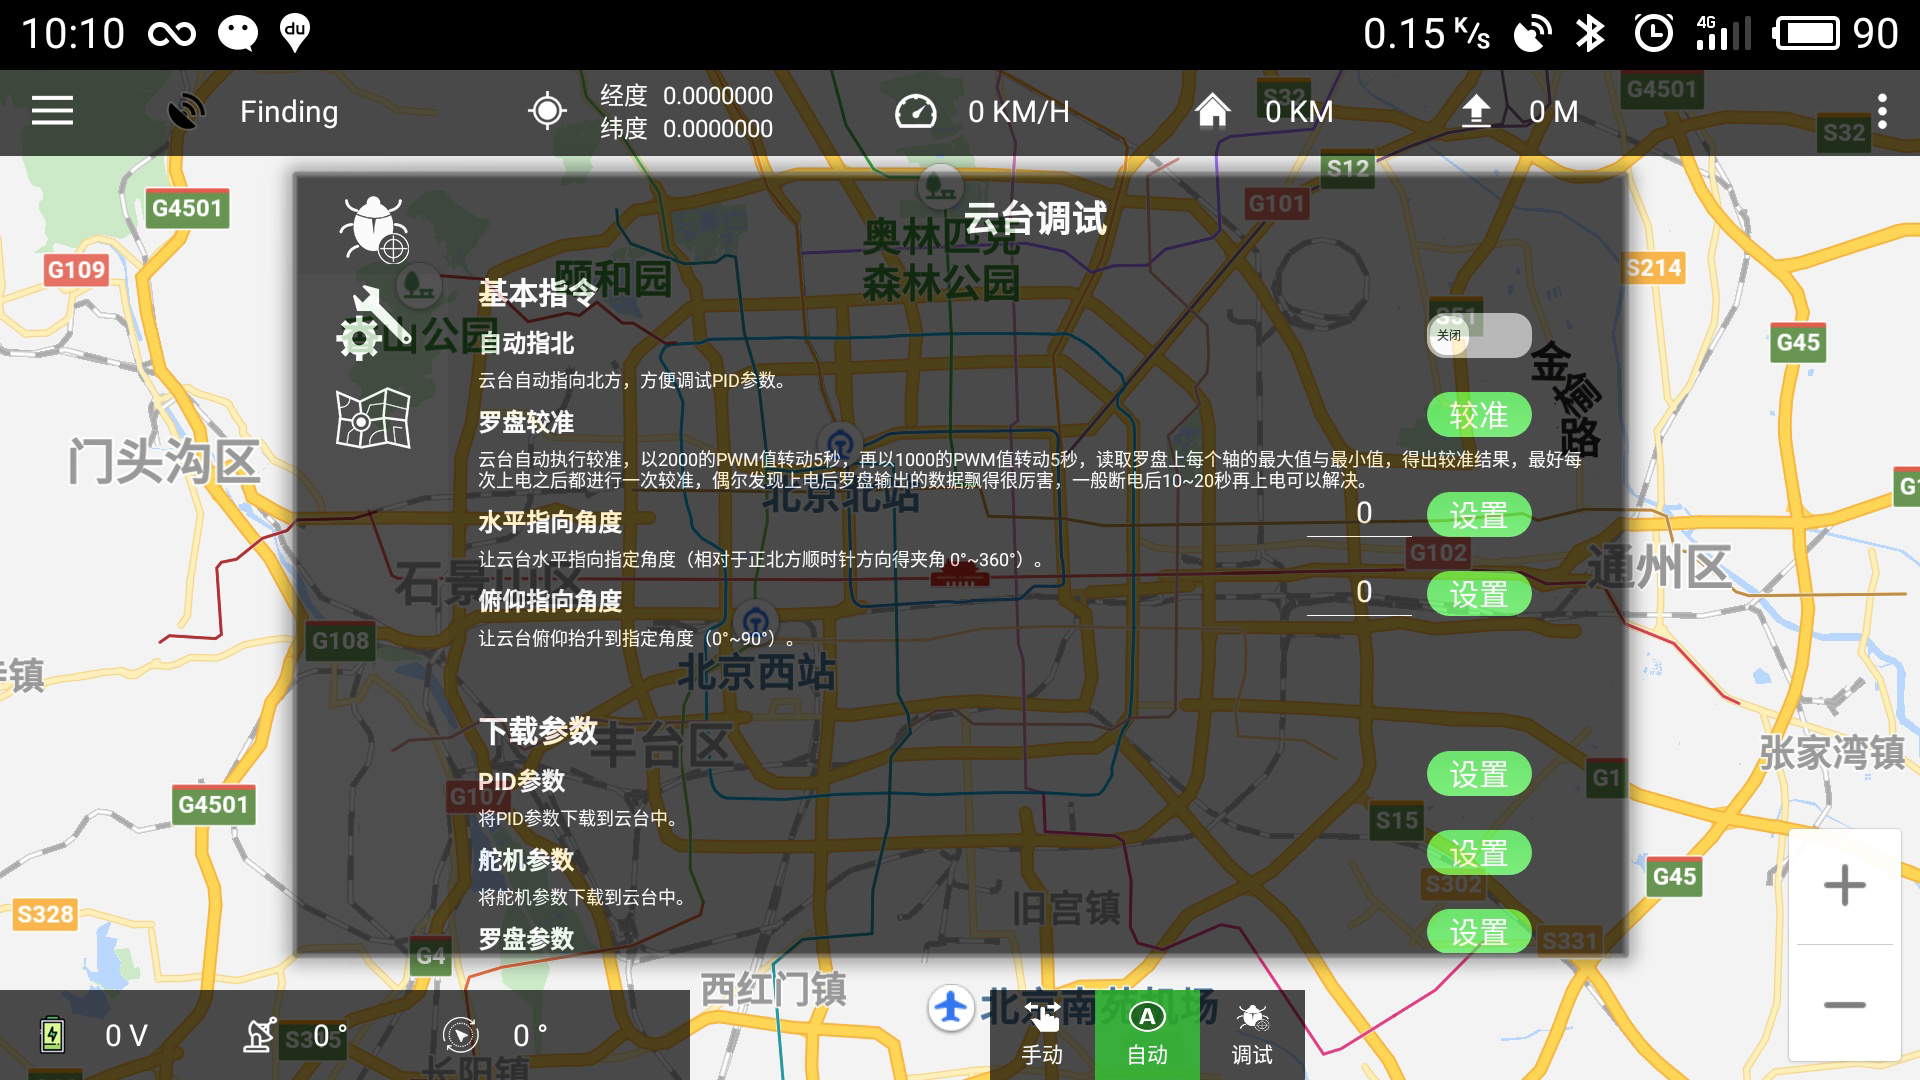 10:10
du
0.15 K/s
4G
90
Finding
经度 0.0000000
纬度 0.0000000
0 KM/H
0 KM
0 M
S32
G4501
S32
S12
G4501
G101
云台调试
奥林匹克
森林公园
颐和园
G109
S214
基本指令
S51
山公园
自动指北
关闭
G45
云台自动指向北方，方便调试PID参数。
金榆路
罗盘较准
较准
门头沟区
云台自动执行较准，以2000的PWM值转动5秒，再以1000的PWM值转动5秒，读取罗盘上每个轴的最大值与最小值，得出较准结果，最好每
次上电之后都进行一次较准，偶尔发现上电后罗盘输出的数据飘得很厉害，一般断电后10~20秒再上电可以解决。
北京北站
水平指向角度
0
设置
让云台水平指向指定角度（相对于正北方顺时针方向得夹角 0°~360°）。
G102
通州区
石景山区
俯仰指向角度
0
设置
G108
让云台俯仰抬升到指定角度（0°~90°）。
镇
北京西站
下载参数
丰台区
张家湾镇
PID参数
设置
G1
G107
G4501
将PID参数下载到云台中。
S15
舵机参数
设置
G45
S302
将舵机参数下载到云台中。
旧宫镇
S328
罗盘参数
设置
S331
G4
西红门镇
北京南苑机场
0 V
0 °
0 °
长阳镇
A
手动
自动
调试